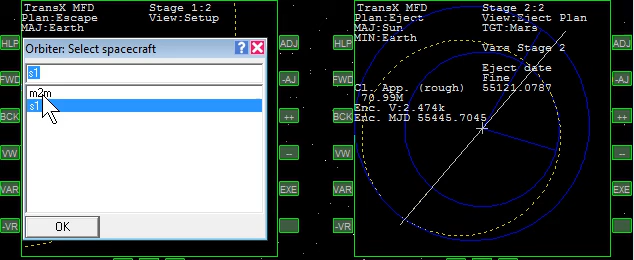 TransX MFD Stage 1:2
Plan:Escape View:Setup
MAJ:Earth
Orbiter: Select spacecraft
s1
m2m
s1
OK
HLP
FWD
BCK
VW
VAR
-VR
ADJ
-AJ
++
--
EXE
TransX MFD Stage 2:2
Plan:Eject View:Eject Plan
MAJ:Sun TGT:Mars
MIN:Earth
Vars Stage 2
Eject date
Fine
Cl. App. (rough) 55121.0787
70.99M
Enc. V:2.474k
Enc. MJD 55445.7045
HLP
FWD
BCK
VW
VAR
-VR
ADJ
-AJ
++
--
EXE